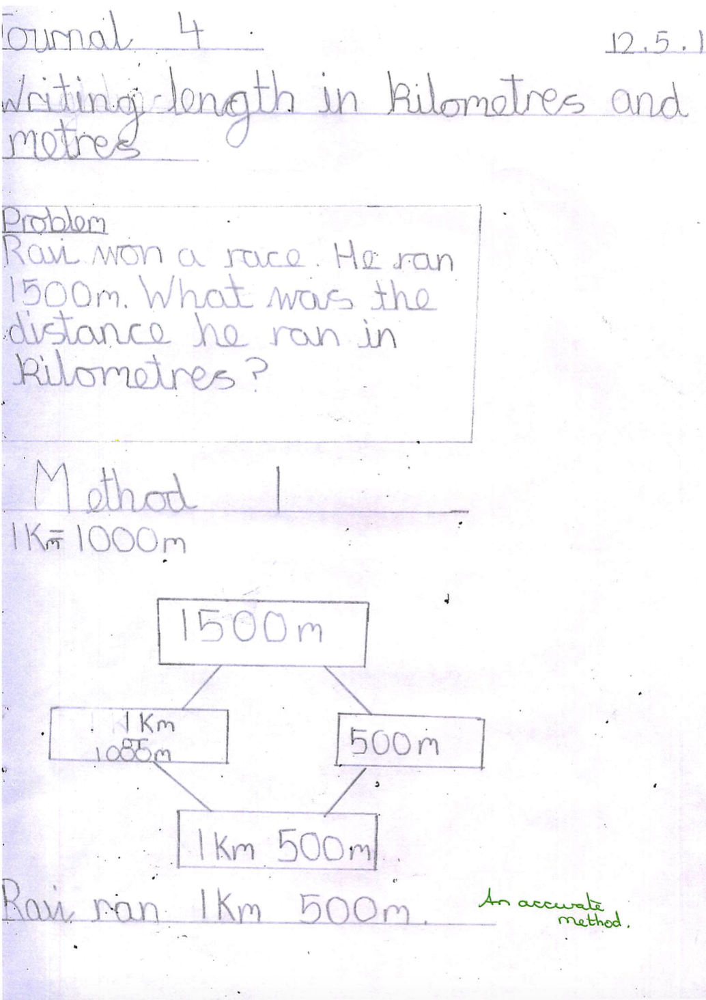 Journal 4
12.5.1
Writing length in kilometres and
metres
Problem
Ravi won a race. He ran
1500m. What was the
distance he ran in
kilometres?
Method 1
1Km=1000m
1500m
1Km
or
1000m
500m
1Km 500m
Ravi ran 1Km 500m.
An accurate
method.